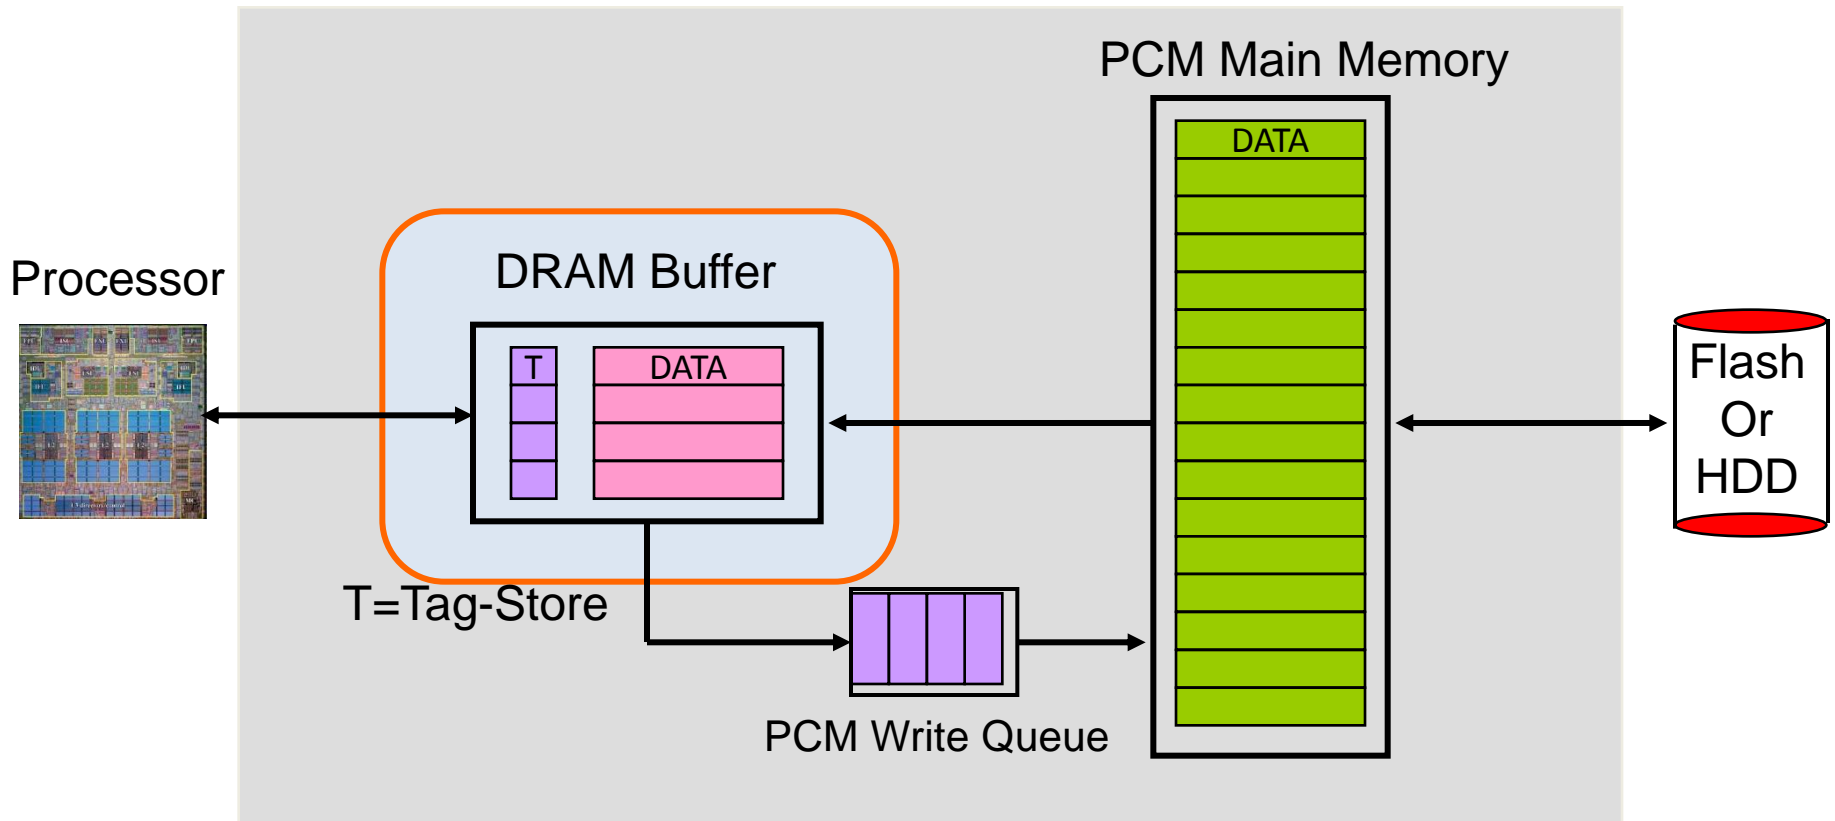 PCM Main Memory
DATA
DRAM Buffer
Processor
T
DATA
Flash
Or
HDD
T=Tag-Store
PCM Write Queue